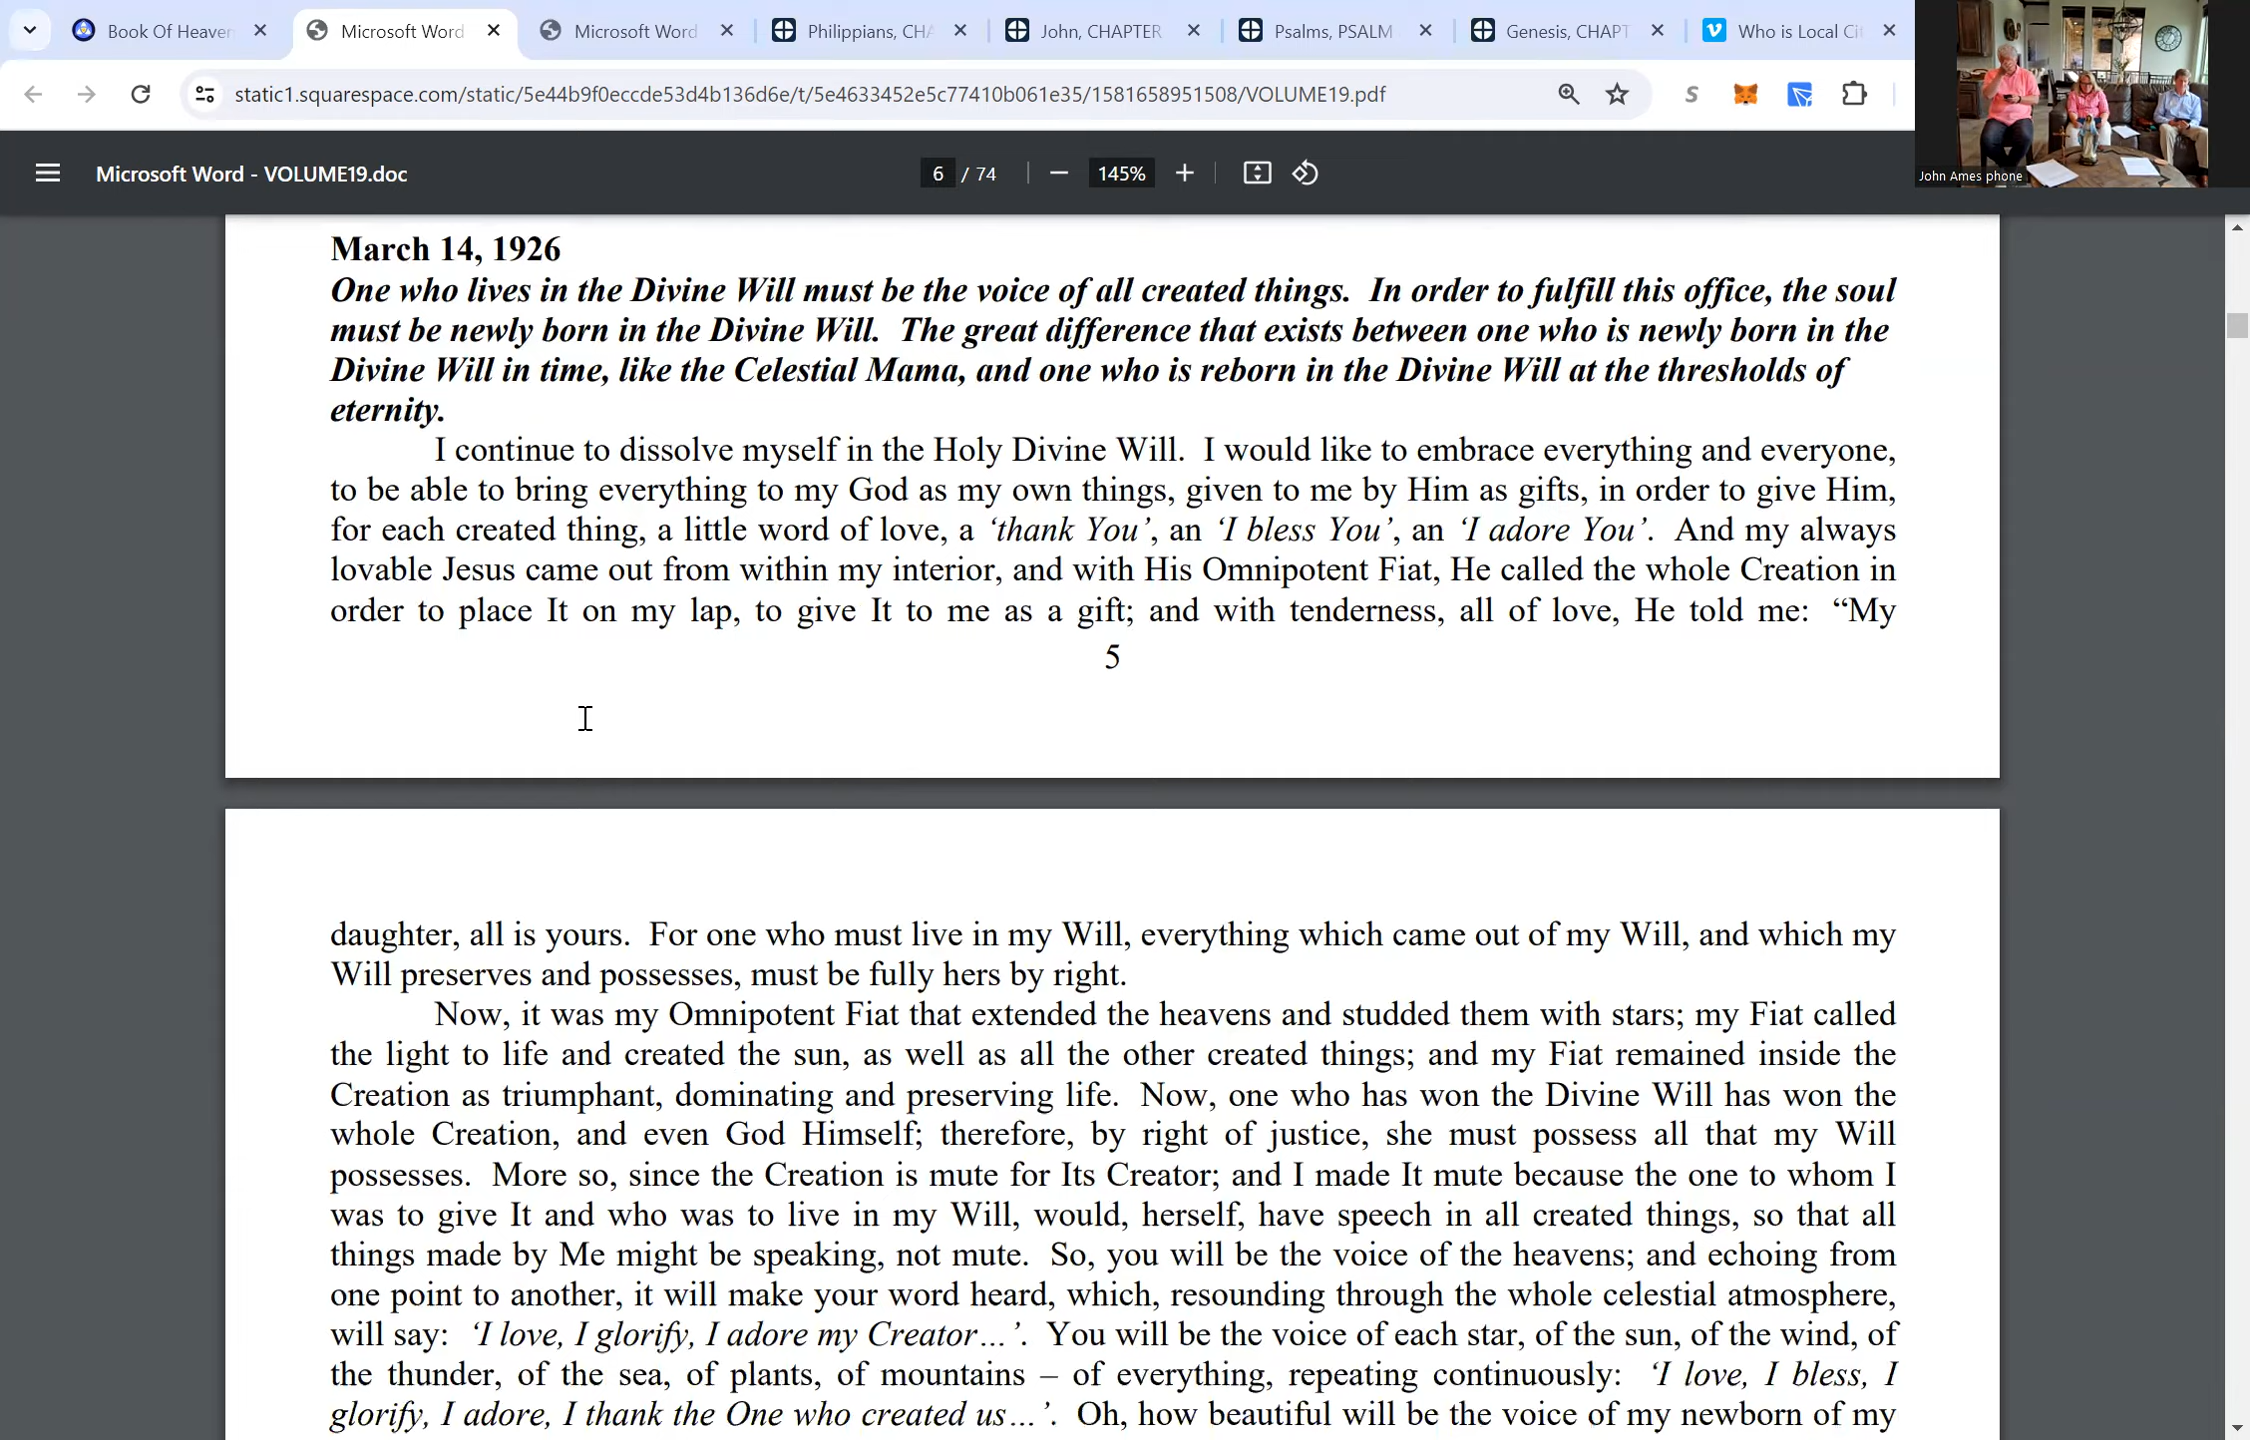 Book Of Heaven
Microsoft Word
Microsoft Word
Philippians, CHA
John, CHAPTER
Psalms, PSALM
Genesis, CHAPT
Who is Local Cit
static1.squarespace.com/static/5e44b9f0eccde53d4b136d6e/t/5e4633452e5c77410b061e35/1581658951508/VOLUME19.pdf
John Ames phone
Microsoft Word - VOLUME19.doc
6 / 74
145%
March 14, 1926
One who lives in the Divine Will must be the voice of all created things. In order to fulfill this office, the soul
must be newly born in the Divine Will. The great difference that exists between one who is newly born in the
Divine Will in time, like the Celestial Mama, and one who is reborn in the Divine Will at the thresholds of
eternity.
I continue to dissolve myself in the Holy Divine Will. I would like to embrace everything and everyone,
to be able to bring everything to my God as my own things, given to me by Him as gifts, in order to give Him,
for each created thing, a little word of love, a ‘thank You’, an ‘I bless You’, an ‘I adore You’. And my always
lovable Jesus came out from within my interior, and with His Omnipotent Fiat, He called the whole Creation in
order to place It on my lap, to give It to me as a gift; and with tenderness, all of love, He told me: “My
5
daughter, all is yours. For one who must live in my Will, everything which came out of my Will, and which my
Will preserves and possesses, must be fully hers by right.
Now, it was my Omnipotent Fiat that extended the heavens and studded them with stars; my Fiat called
the light to life and created the sun, as well as all the other created things; and my Fiat remained inside the
Creation as triumphant, dominating and preserving life. Now, one who has won the Divine Will has won the
whole Creation, and even God Himself; therefore, by right of justice, she must possess all that my Will
possesses. More so, since the Creation is mute for Its Creator; and I made It mute because the one to whom I
was to give It and who was to live in my Will, would, herself, have speech in all created things, so that all
things made by Me might be speaking, not mute. So, you will be the voice of the heavens; and echoing from
one point to another, it will make your word heard, which, resounding through the whole celestial atmosphere,
will say: ‘I love, I glorify, I adore my Creator…’. You will be the voice of each star, of the sun, of the wind, of
the thunder, of the sea, of plants, of mountains – of everything, repeating continuously: ‘I love, I bless, I
glorify, I adore, I thank the One who created us…’. Oh, how beautiful will be the voice of my newborn of my